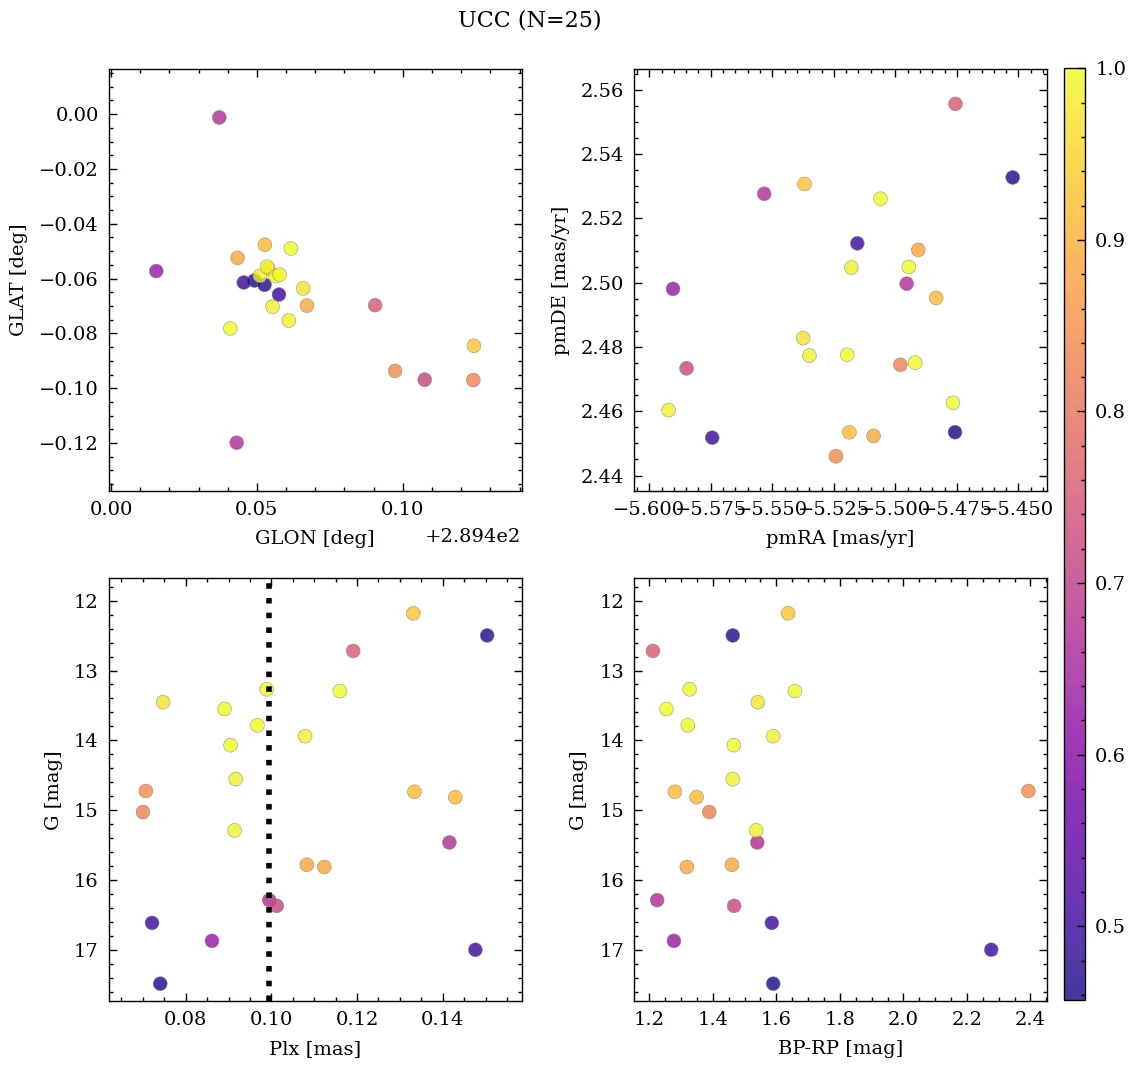 UCC (N=25)
0.00
−0.02
−0.04
−0.06
−0.08
−0.10
−0.12
GLAT [deg]
0.00 0.05 0.10
GLON [deg] +2.894e2
2.56
2.54
2.52
2.50
2.48
2.46
2.44
pmDE [mas/yr]
−5.600 −5.575 −5.550 −5.525 −5.500 −5.475 −5.450
pmRA [mas/yr]
12
13
14
15
16
17
G [mag]
0.08 0.10 0.12 0.14
Plx [mas]
12
13
14
15
16
17
G [mag]
1.2 1.4 1.6 1.8 2.0 2.2 2.4
BP-RP [mag]
1.0
0.9
0.8
0.7
0.6
0.5